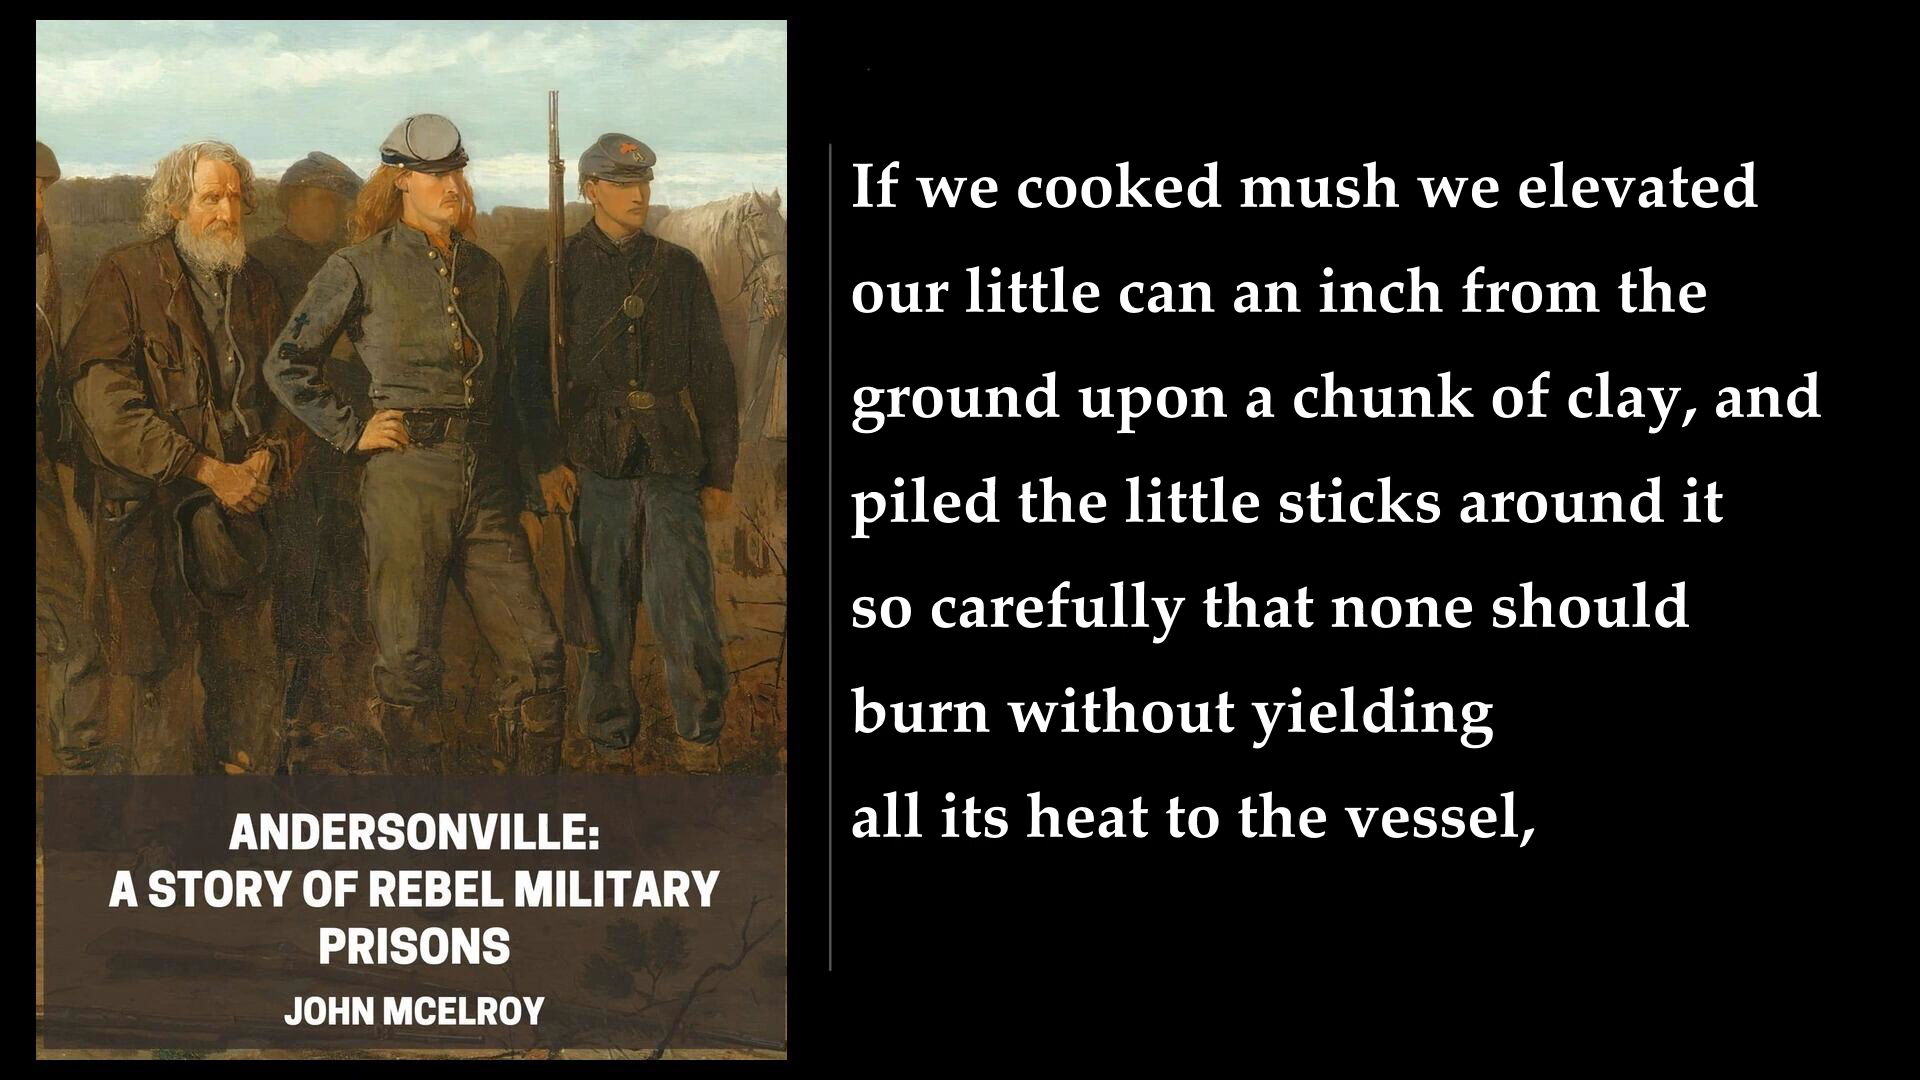 ANDERSONVILLE:
A STORY OF REBEL MILITARY
PRISONS
JOHN MCELROY
If we cooked mush we elevated
our little can an inch from the
ground upon a chunk of clay, and
piled the little sticks around it
so carefully that none should
burn without yielding
all its heat to the vessel,